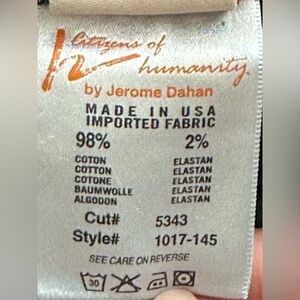 Citizens of
humanity.
by Jerome Dahan
MADE IN USA
IMPORTED FABRIC
98% 2%
COTON ELASTAN
COTTON ELASTAN
COTONE ELASTAN
BAUMWOLLE ELASTAN
ALGODON ELASTAN
Cut# 5343
Style# 1017-145
SEE CARE ON REVERSE
30